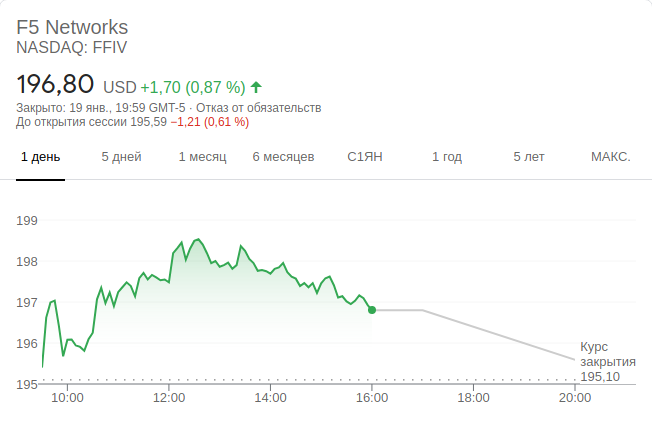 F5 Networks
NASDAQ: FFIV
196,80 USD +1,70 (0,87 %)
Закрыто: 19 янв., 19:59 GMT-5 · Отказ от обязательств
До открытия сессии 195,59 −1,21 (0,61 %)
1 день 5 дней 1 месяц 6 месяцев С1ЯН 1 год 5 лет МАКС.
199
198
197
196
195
Курс
закрытия
195,10
10:00 12:00 14:00 16:00 18:00 20:00